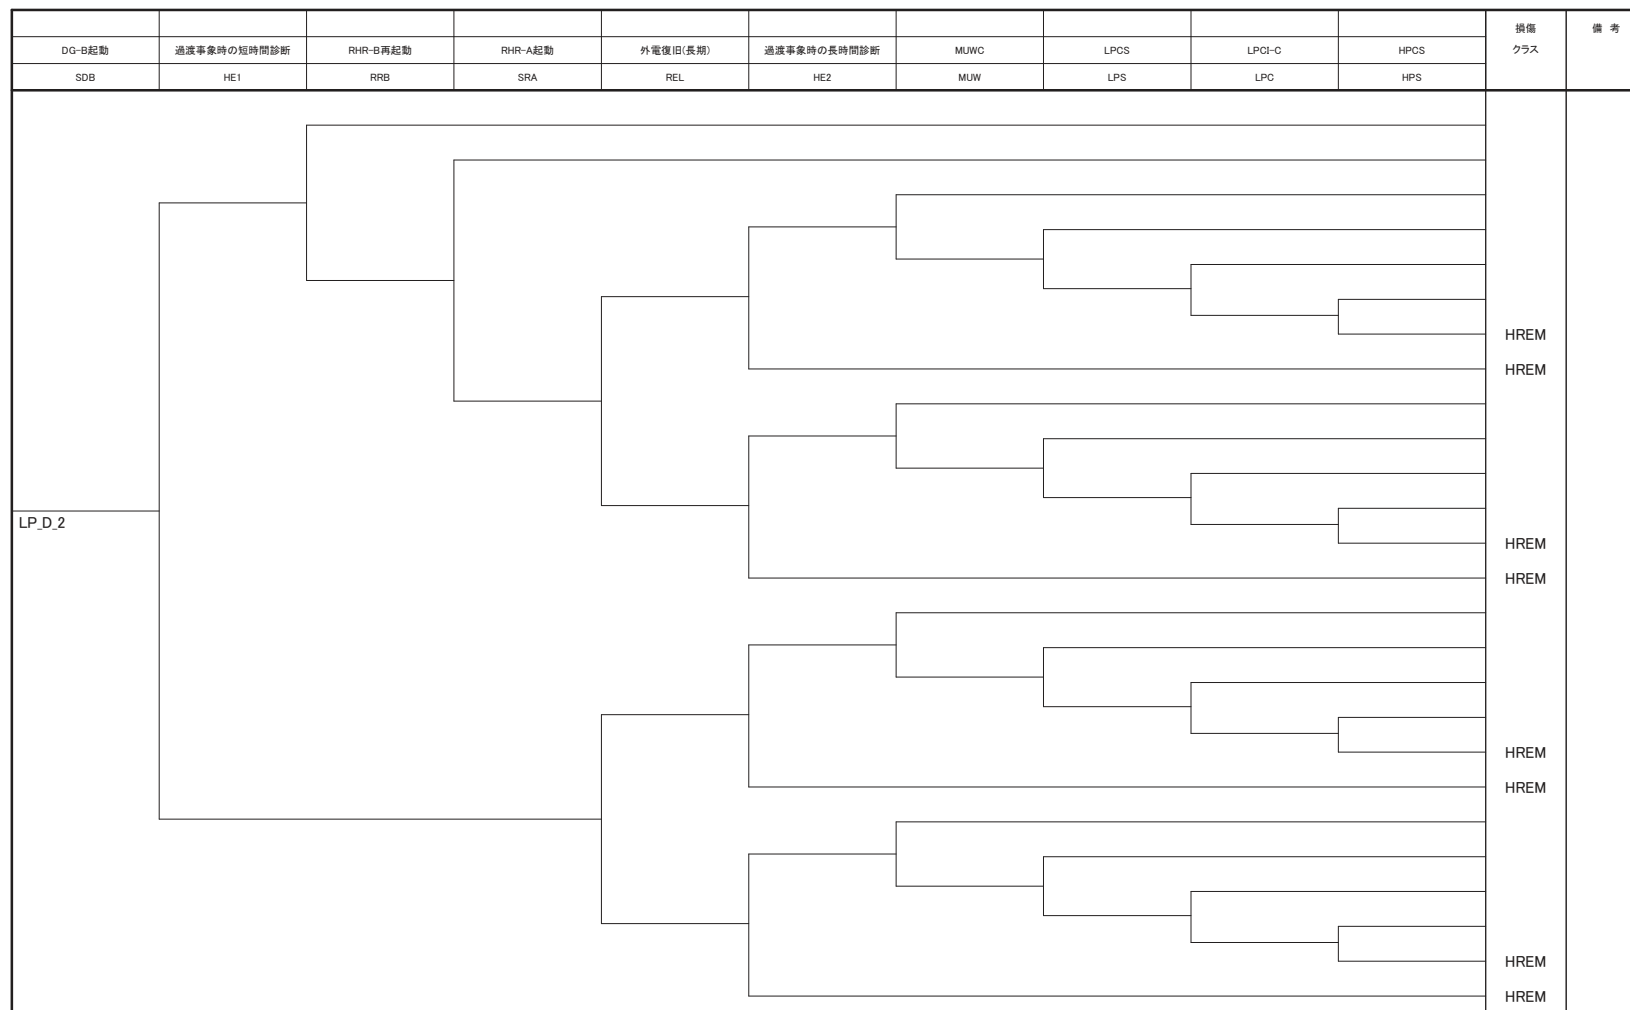 損傷 備 考
DG-B起動 過渡事象時の短時間診断 RHR-B再起動 RHR-A起動 外電復旧(長期) 過渡事象時の長時間診断 MUWC LPCS LPCI-C HPCS クラス
SDB HE1 RRB SRA REL HE2 MUW LPS LPC HPS
HREM
HREM
LP_D_2
HREM
HREM
HREM
HREM
HREM
HREM